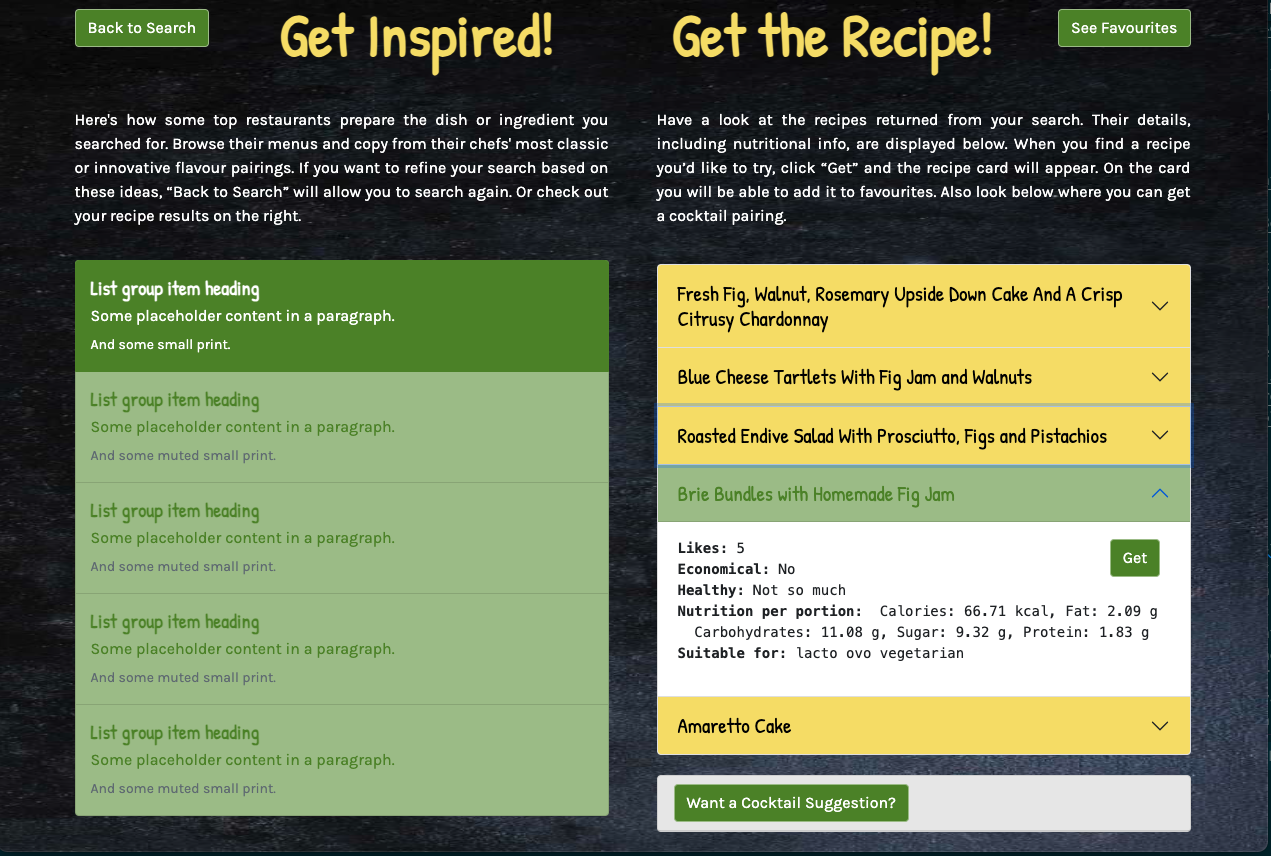 Back to Search
Get Inspired!
Here's how some top restaurants prepare the dish or ingredient you
searched for. Browse their menus and copy from their chefs' most classic
or innovative flavour pairings. If you want to refine your search based on
these ideas, “Back to Search” will allow you to search again. Or check out
your recipe results on the right.
List group item heading
Some placeholder content in a paragraph.
And some small print.
List group item heading
Some placeholder content in a paragraph.
And some muted small print.
List group item heading
Some placeholder content in a paragraph.
And some muted small print.
List group item heading
Some placeholder content in a paragraph.
And some muted small print.
List group item heading
Some placeholder content in a paragraph.
And some muted small print.
Get the Recipe!
See Favourites
Have a look at the recipes returned from your search. Their details,
including nutritional info, are displayed below. When you find a recipe
you’d like to try, click “Get” and the recipe card will appear. On the card
you will be able to add it to favourites. Also look below where you can get
a cocktail pairing.
Fresh Fig, Walnut, Rosemary Upside Down Cake And A Crisp
Citrusy Chardonnay
Blue Cheese Tartlets With Fig Jam and Walnuts
Roasted Endive Salad With Prosciutto, Figs and Pistachios
Brie Bundles with Homemade Fig Jam
Likes: 5
Get
Economical: No
Healthy: Not so much
Nutrition per portion: Calories: 66.71 kcal, Fat: 2.09 g
Carbohydrates: 11.08 g, Sugar: 9.32 g, Protein: 1.83 g
Suitable for: lacto ovo vegetarian
Amaretto Cake
Want a Cocktail Suggestion?